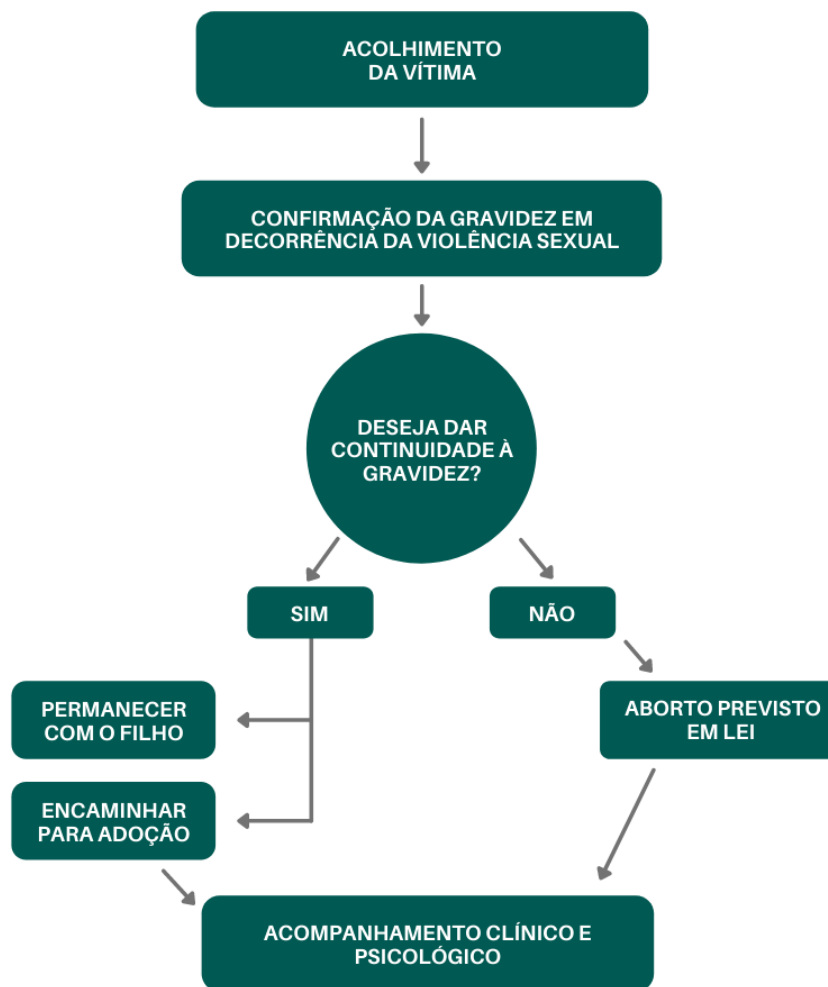 ACOLHIMENTO
DA VÍTIMA
CONFIRMAÇÃO DA GRAVIDEZ EM
DECORRÊNCIA DA VIOLÊNCIA SEXUAL
DESEJA DAR
CONTINUIDADE À
GRAVIDEZ?
SIM
NÃO
PERMANECER
COM O FILHO
ABORTO PREVISTO
EM LEI
ENCAMINHAR
PARA ADOÇÃO
ACOMPANHAMENTO CLÍNICO E
PSICOLÓGICO